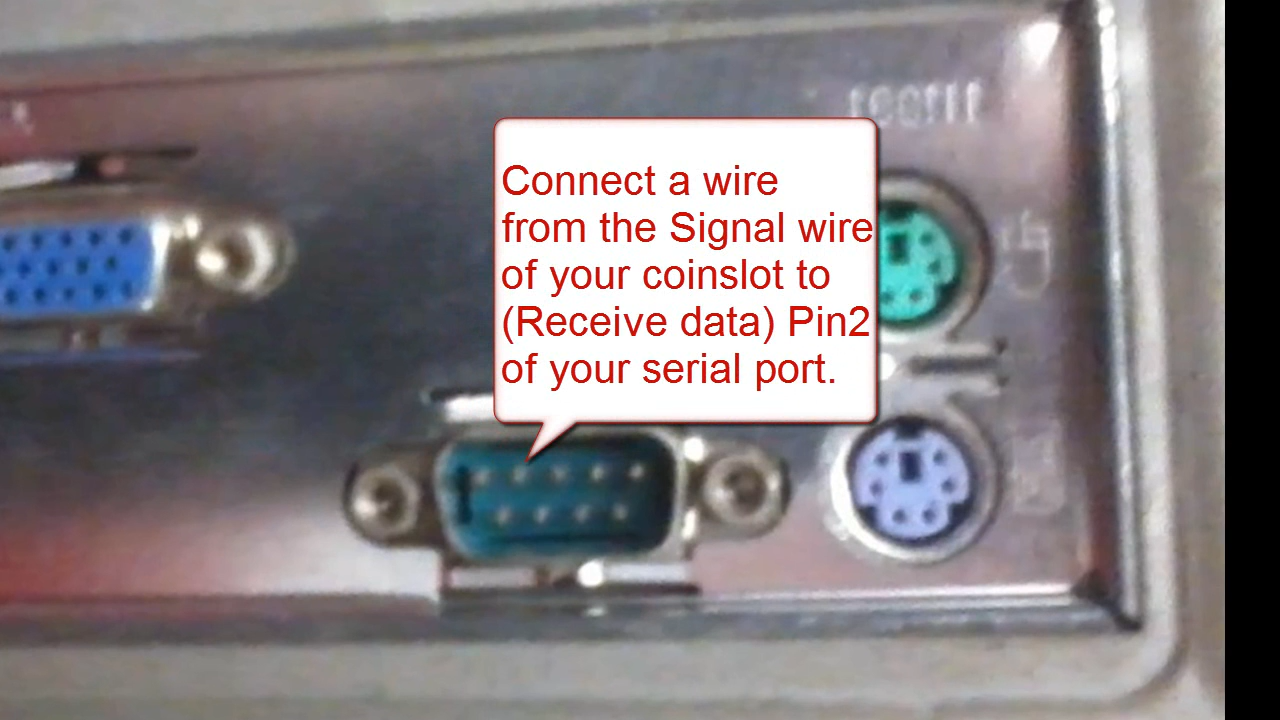 Connect a wire
from the Signal wire
of your coinslot to
(Receive data) Pin2
of your serial port.